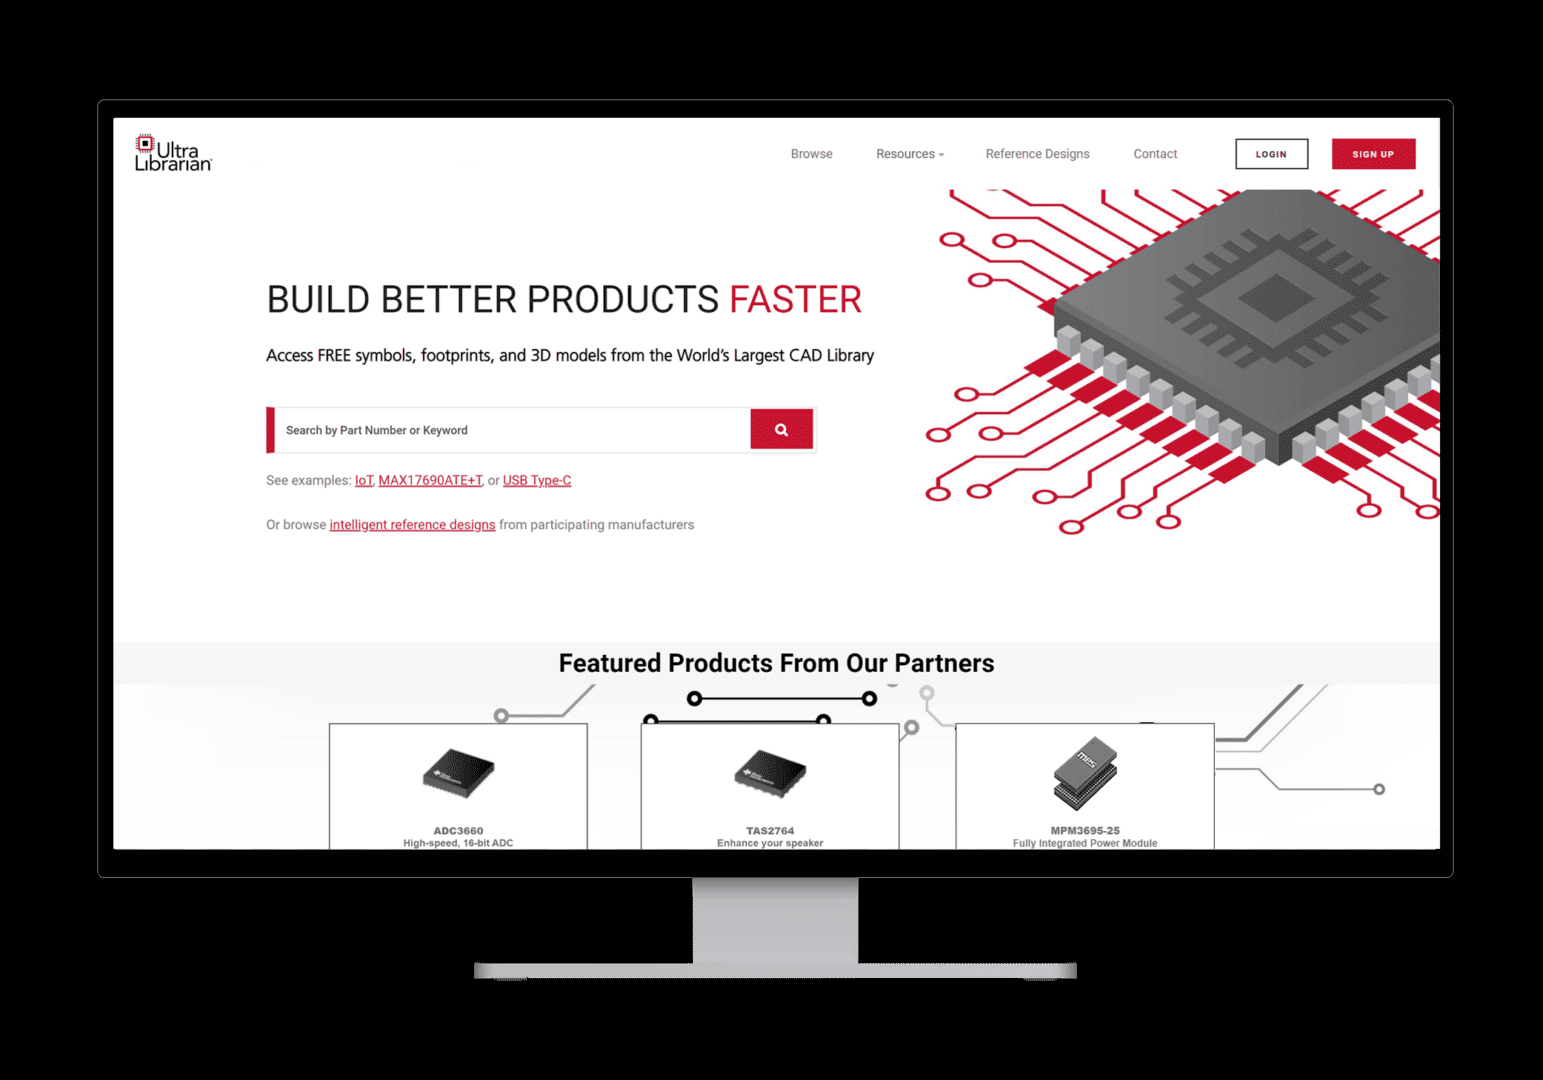 Ultra
Librarian
Browse
Resources
Reference Designs
Contact
LOGIN
SIGN UP
BUILD BETTER PRODUCTS FASTER
Access FREE symbols, footprints, and 3D models from the World's Largest CAD Library
Search by Part Number or Keyword
See examples: IoT, MAX17690ATE+T, or USB Type-C
Or browse intelligent reference designs from participating manufacturers
Featured Products From Our Partners
mPS
ADC3660
High-speed, 16-bit ADC
TAS2764
Enhance your speaker
MPM3695-25
Fully Integrated Power Module